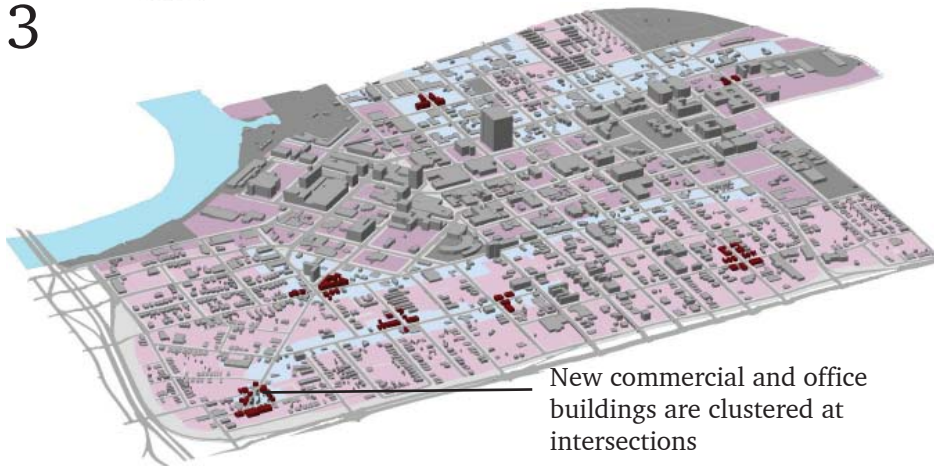 3
New commercial and office
buildings are clustered at
intersections